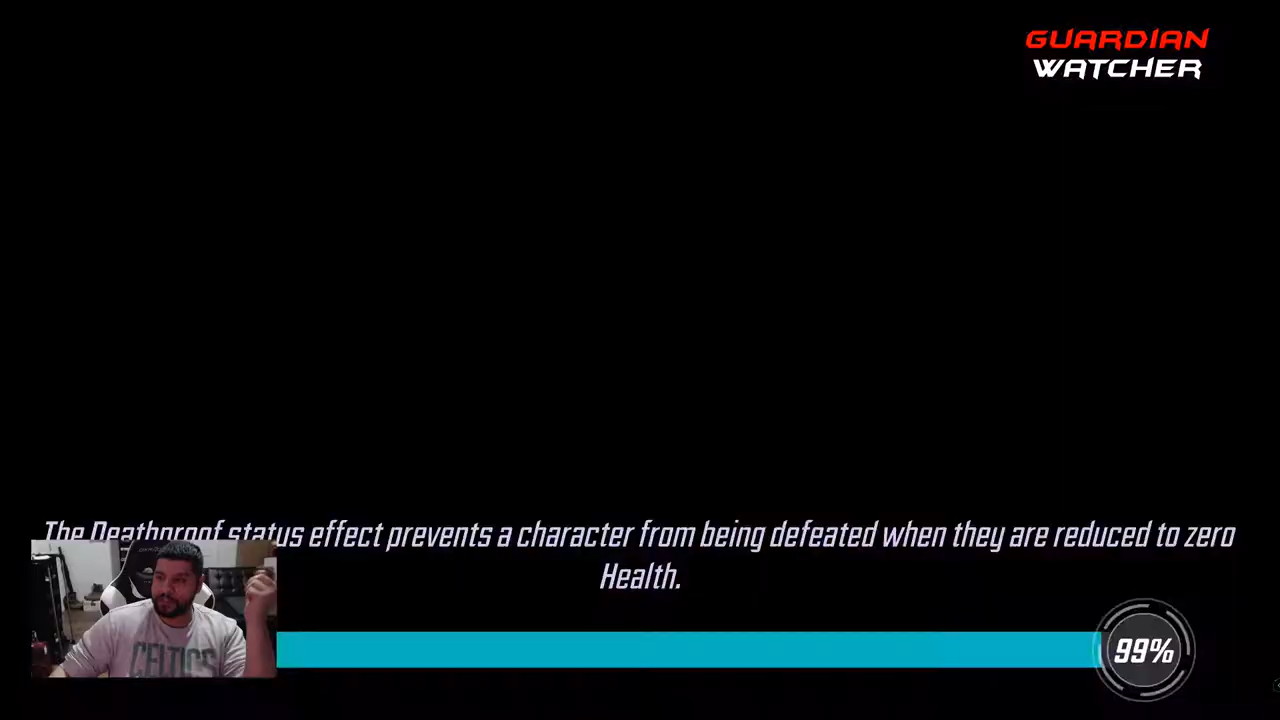 GUARDIAN
WATCHER
The Deathproof status effect prevents a character from being defeated when they are reduced to zero
Health.
99%
CELTICS